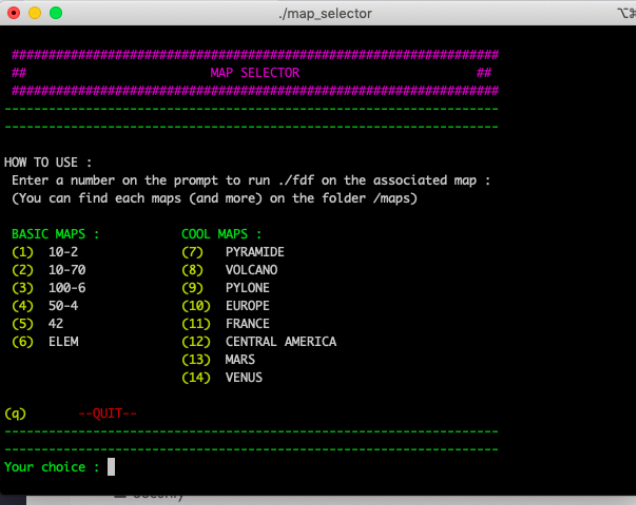 ./map_selector
###################################################################
## MAP SELECTOR ##
###################################################################
--------------------------------------------------------------------
--------------------------------------------------------------------
HOW TO USE :
Enter a number on the prompt to run ./fdf on the associated map :
(You can find each maps (and more) on the folder /maps)
BASIC MAPS : COOL MAPS :
(1) 10-2 (7) PYRAMIDE
(2) 10-70 (8) VOLCANO
(3) 100-6 (9) PYLONE
(4) 50-4 (10) EUROPE
(5) 42 (11) FRANCE
(6) ELEM (12) CENTRAL AMERICA
(13) MARS
(14) VENUS
(q) --QUIT--
--------------------------------------------------------------------
--------------------------------------------------------------------
Your choice :